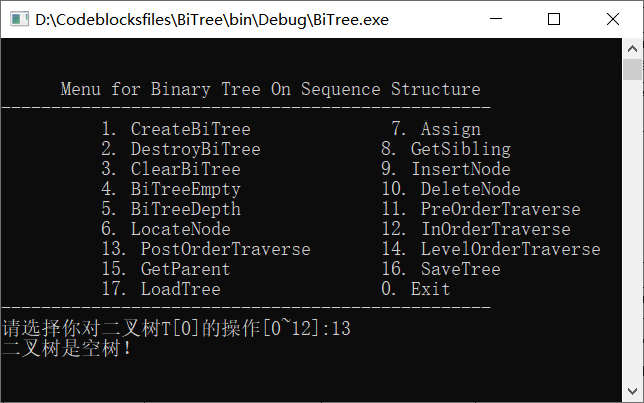 D:\Codeblocksfiles\BiTree\bin\Debug\BiTree.exe
Menu for Binary Tree On Sequence Structure
-------------------------------------------------
1. CreateBiTree 7. Assign
2. DestroyBiTree 8. GetSibling
3. ClearBiTree 9. InsertNode
4. BiTreeEmpty 10. DeleteNode
5. BiTreeDepth 11. PreOrderTraverse
6. LocateNode 12. InOrderTraverse
13. PostOrderTraverse 14. LevelOrderTraverse
15. GetParent 16. SaveTree
17. LoadTree 0. Exit
-------------------------------------------------
请选择你对二叉树T[0]的操作[0~12]:13
二叉树是空树!